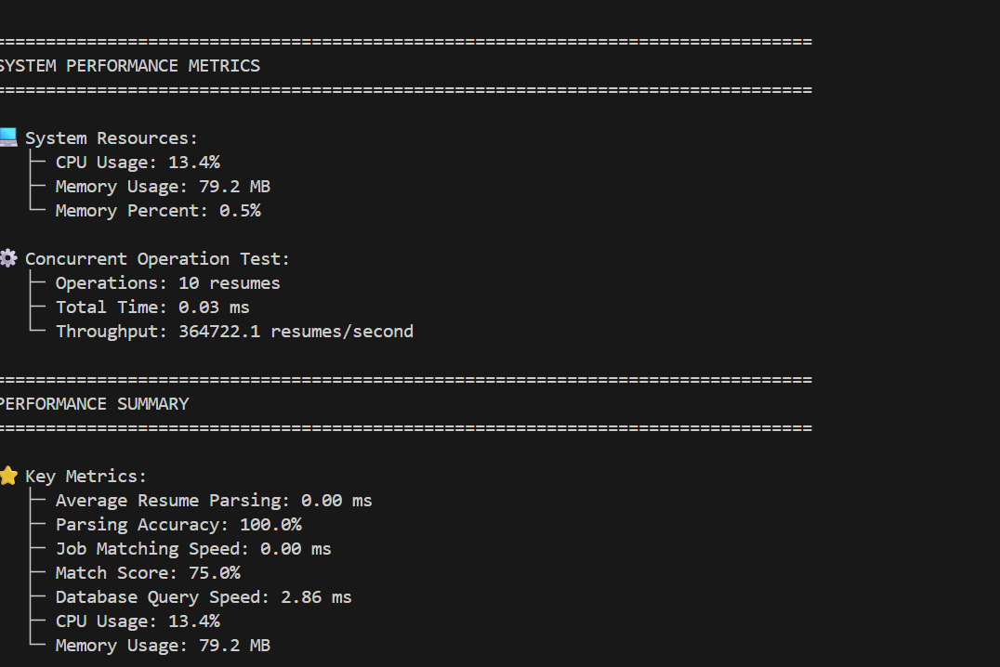 ================================================================================
SYSTEM PERFORMANCE METRICS
================================================================================
💻 System Resources:
├─ CPU Usage: 13.4%
├─ Memory Usage: 79.2 MB
└─ Memory Percent: 0.5%
⚙️ Concurrent Operation Test:
├─ Operations: 10 resumes
├─ Total Time: 0.03 ms
└─ Throughput: 364722.1 resumes/second
================================================================================
PERFORMANCE SUMMARY
================================================================================
⭐ Key Metrics:
├─ Average Resume Parsing: 0.00 ms
├─ Parsing Accuracy: 100.0%
├─ Job Matching Speed: 0.00 ms
├─ Match Score: 75.0%
├─ Database Query Speed: 2.86 ms
├─ CPU Usage: 13.4%
└─ Memory Usage: 79.2 MB